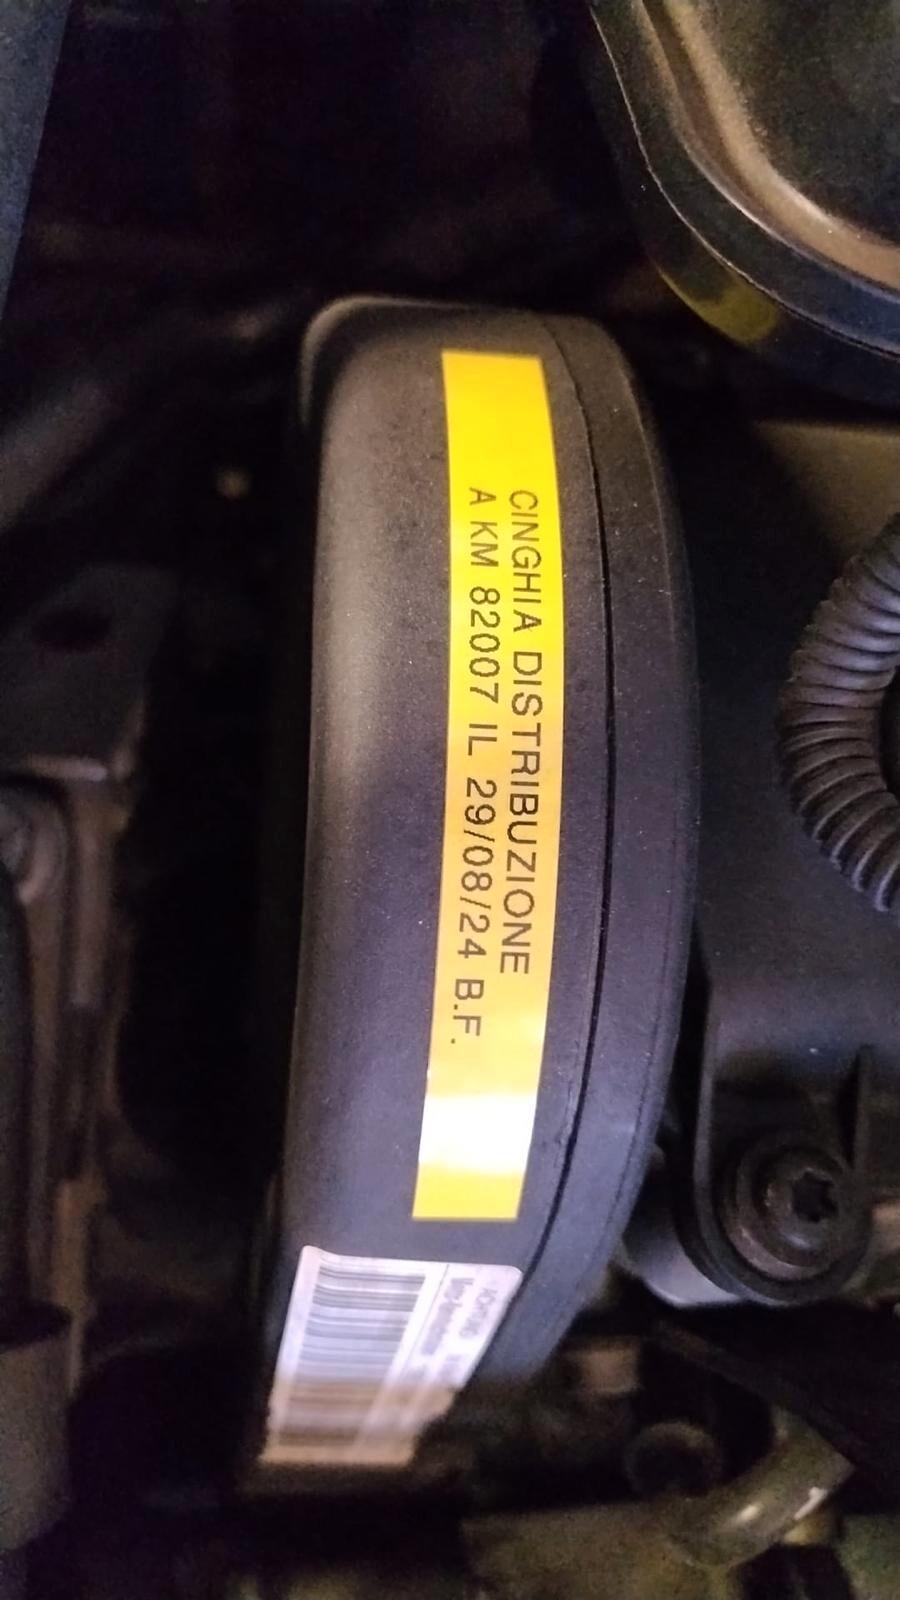 CINGHIA DISTRIBUZIONE
A KM 82007 IL 29/08/24 B.F.